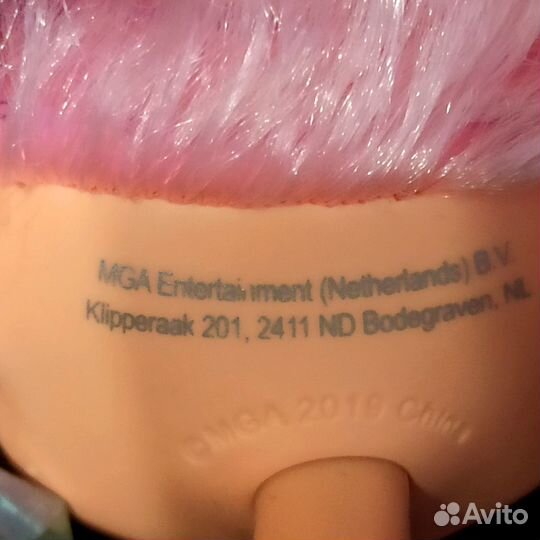 MGA Entertainment (Netherlands) B.V.
Klipperaak 201, 2411 ND Bodegraven, NL
©MGA 2019 China
Avito